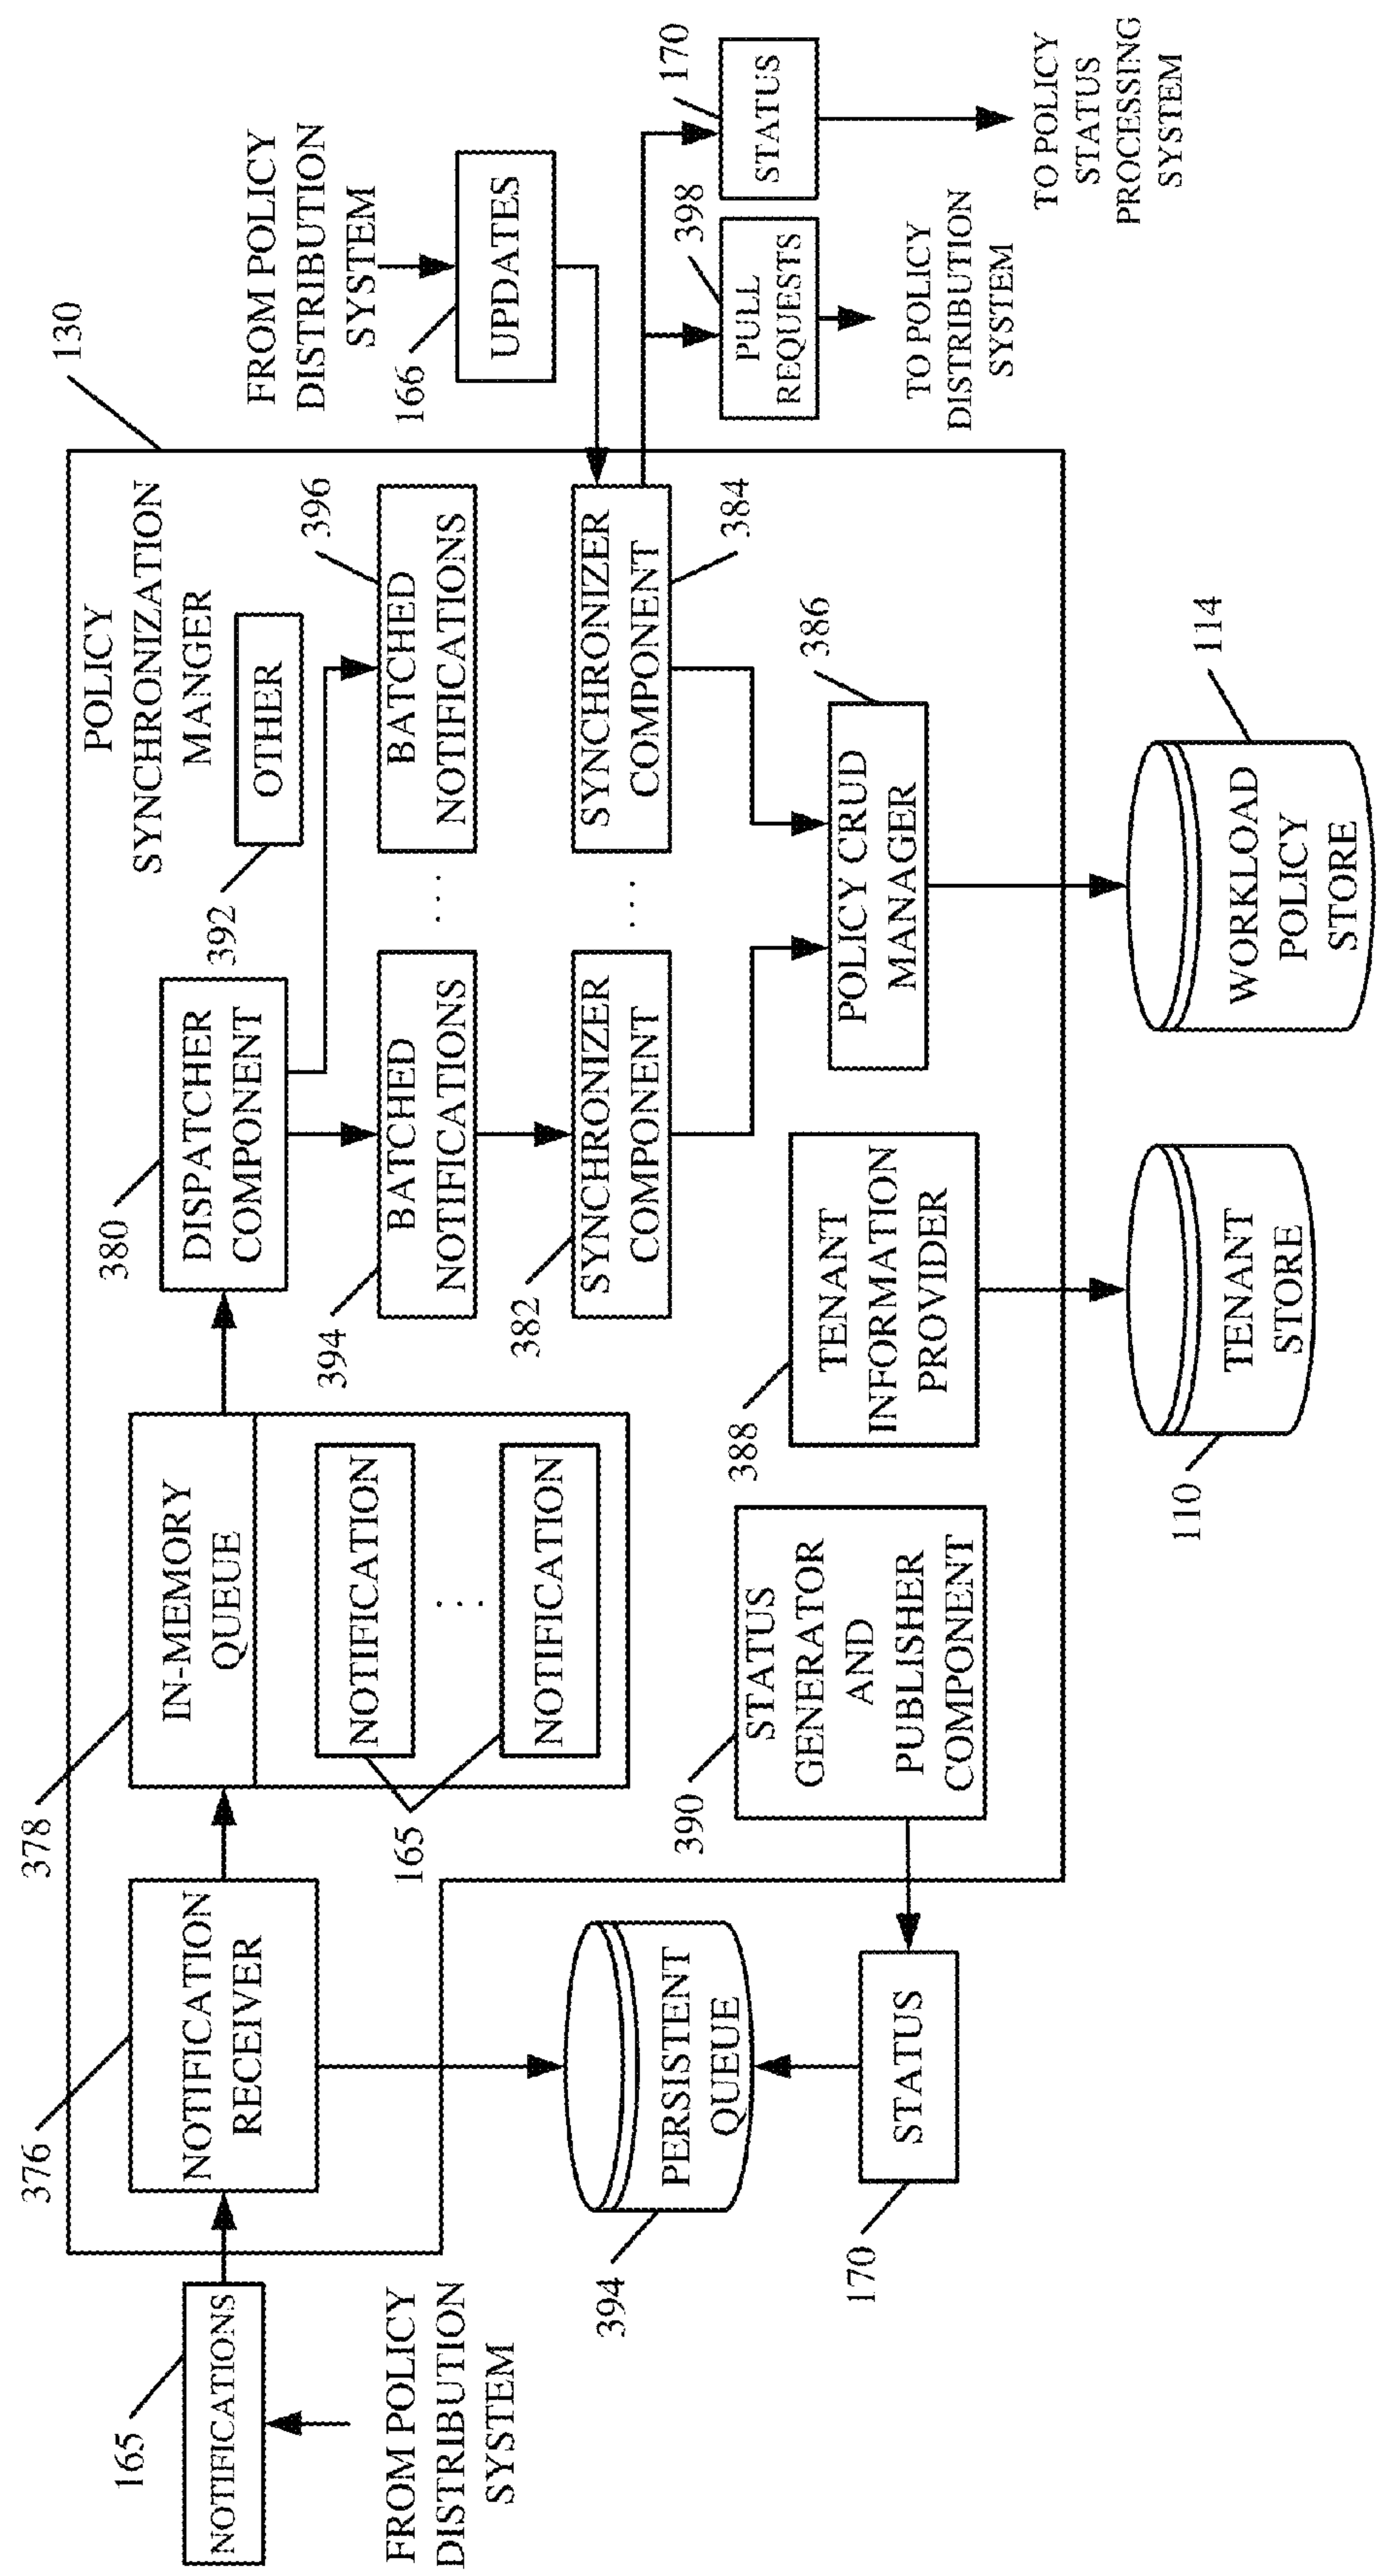 130
POLICY
SYNCHRONIZATION
MANGER
165
NOTIFICATIONS
FROM POLICY
DISTRIBUTION
SYSTEM
376
NOTIFICATION
RECEIVER
378
IN-MEMORY
QUEUE
NOTIFICATION
⋮
NOTIFICATION
165
380
DISPATCHER
COMPONENT
392
OTHER
394
BATCHED
NOTIFICATIONS
...
396
BATCHED
NOTIFICATIONS
382
SYNCHRONIZER
COMPONENT
...
384
SYNCHRONIZER
COMPONENT
FROM POLICY
DISTRIBUTION
SYSTEM
166
UPDATES
398
PULL
REQUESTS
TO POLICY
DISTRIBUTION
SYSTEM
170
STATUS
TO POLICY
STATUS
PROCESSING
SYSTEM
394
PERSISTENT
QUEUE
170
STATUS
390
STATUS
GENERATOR
AND
PUBLISHER
COMPONENT
388
TENANT
INFORMATION
PROVIDER
386
POLICY CRUD
MANAGER
110
TENANT
STORE
114
WORKLOAD
POLICY
STORE